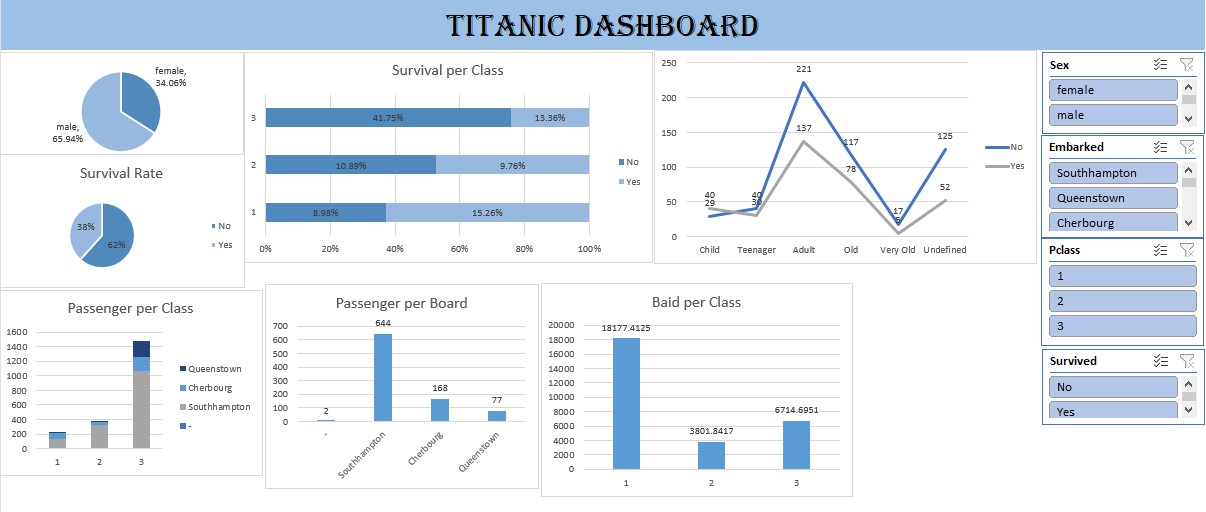 TITANIC DASHBOARD
female,
34.06%
male,
65.94%
Survival Rate
38%
62%
No
Yes
Survival per Class
3
41.75%
13.36%
2
10.89%
9.76%
1
8.98%
15.26%
0%
20%
40%
60%
80%
100%
No
Yes
250
200
150
100
50
0
221
137
117
78
125
52
40
29
40
30
17
5
Child
Teenager
Adult
Old
Very Old
Undefined
No
Yes
Sex
female
male
Embarked
Southhampton
Queenstown
Cherbourg
Pclass
1
2
3
Survived
No
Yes
Passenger per Class
1600
1400
1200
1000
800
600
400
200
0
1
2
3
Queenstown
Cherbourg
Southhampton
-
Passenger per Board
700
600
500
400
300
200
100
0
2
644
168
77
-
Southhampton
Cherbourg
Queenstown
Baid per Class
20000
18000
16000
14000
12000
10000
8000
6000
4000
2000
0
18177.4125
3801.8417
6714.6951
1
2
3